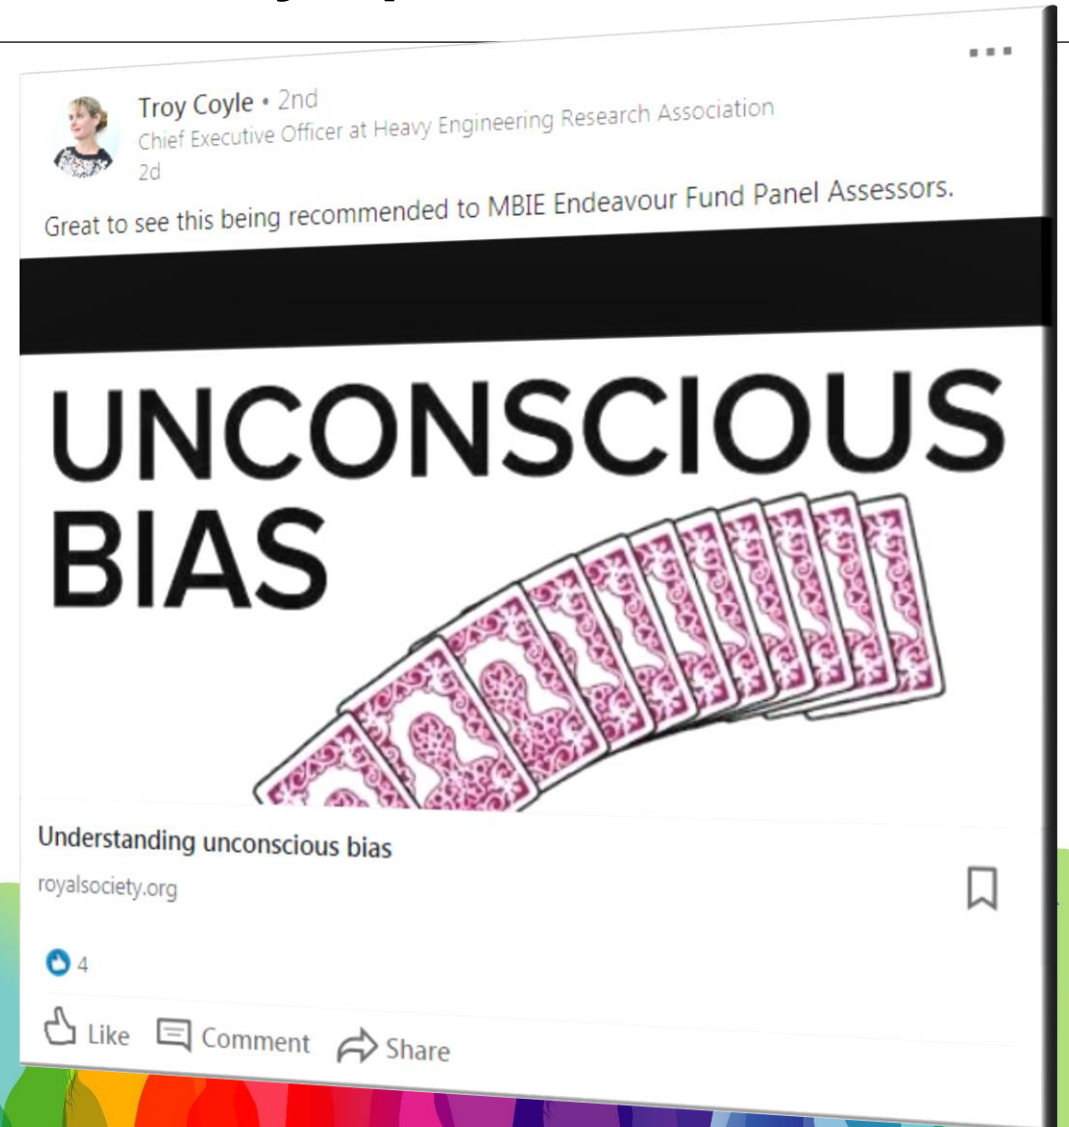 Troy Coyle • 2nd
Chief Executive Officer at Heavy Engineering Research Association
2d
Great to see this being recommended to MBIE Endeavour Fund Panel Assessors.
UNCONSCIOUS
BIAS
Understanding unconscious bias
royalsociety.org
4
Like Comment Share